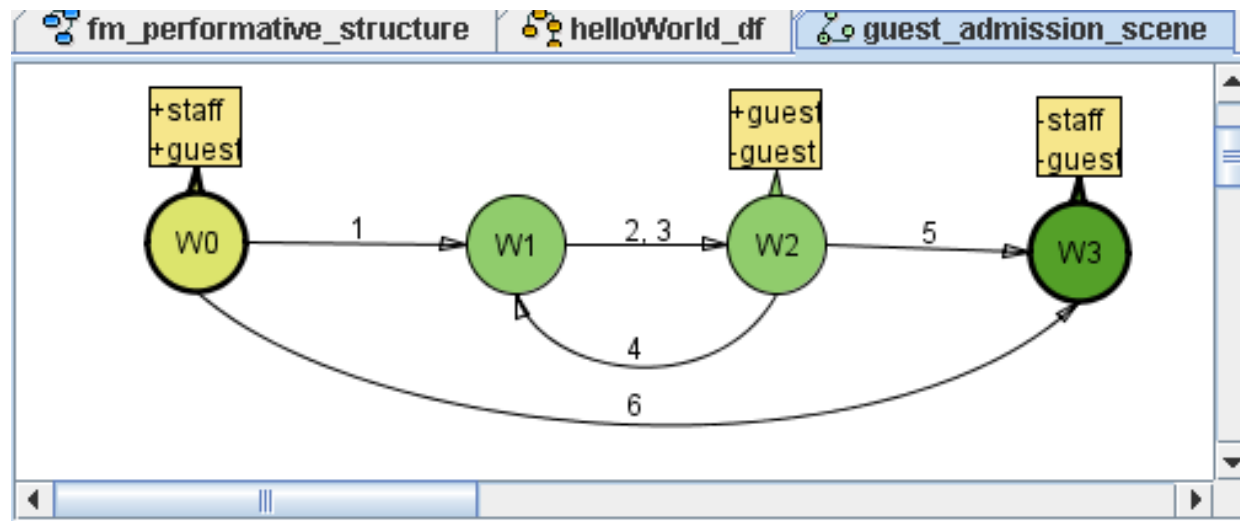 fm_performative_structure helloWorld_df guest_admission_scene
+staff
+guest
+guest
-guest
-staff
-guest
W0
1
W1
2, 3
W2
5
W3
4
6